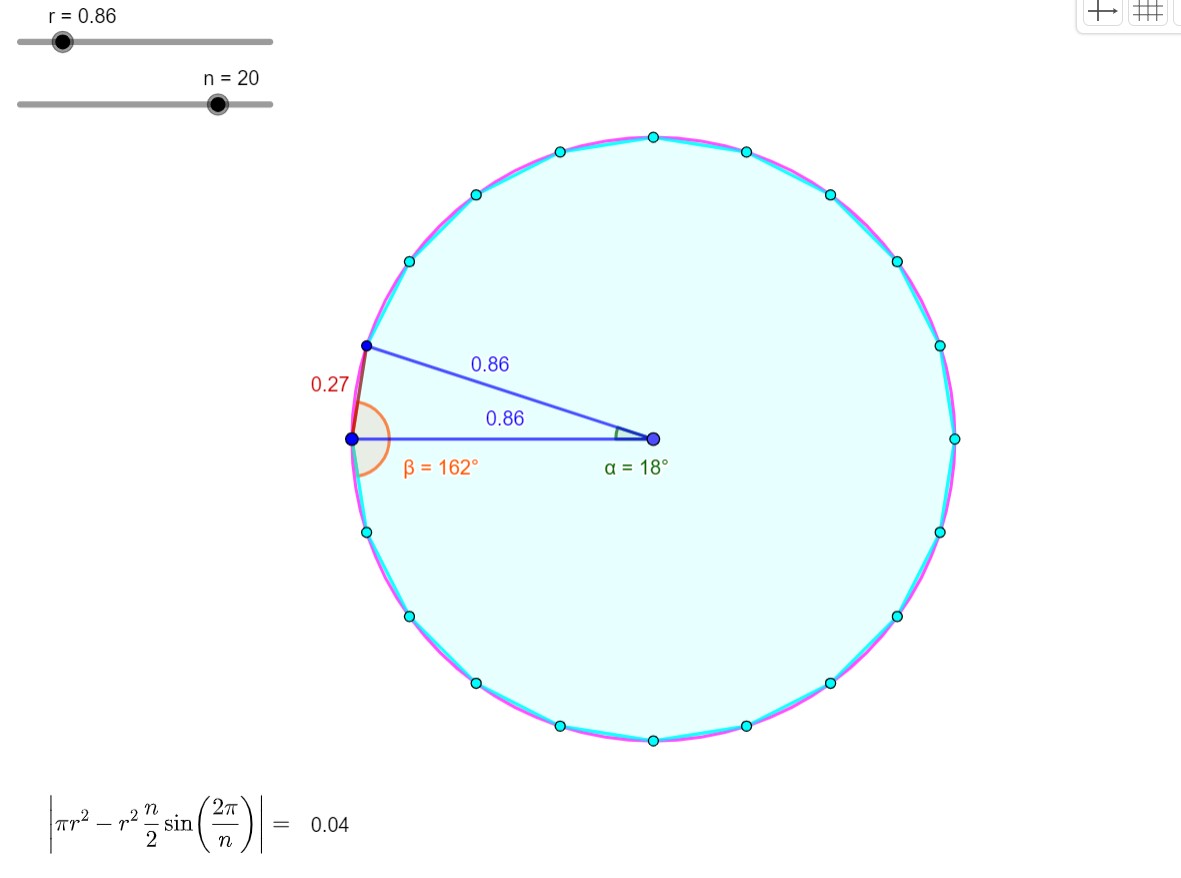 r = 0.86
n = 20
0.86
0.27
0.86
β = 162°
α = 18°
|πr² − r² n/2 sin(2π/n)| = 0.04